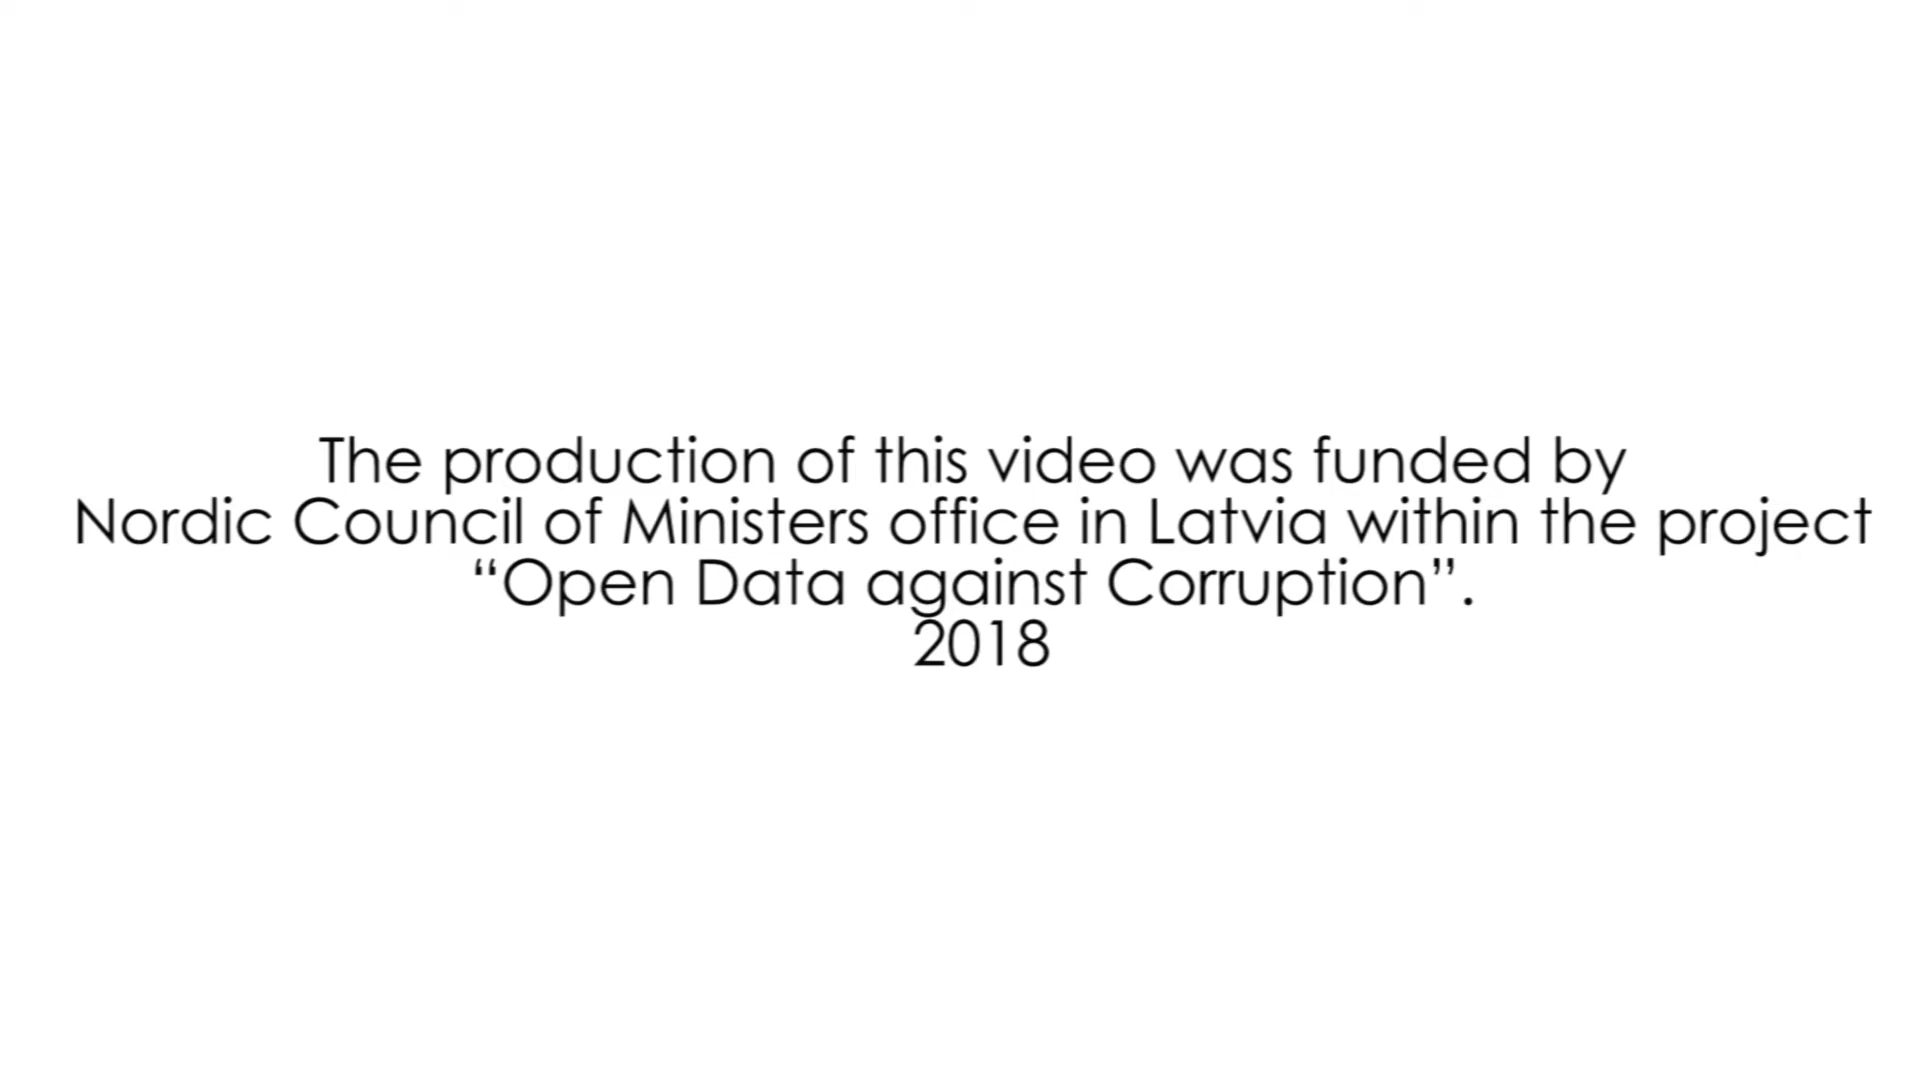 The production of this video was funded by
Nordic Council of Ministers office in Latvia within the project
“Open Data against Corruption”.
2018